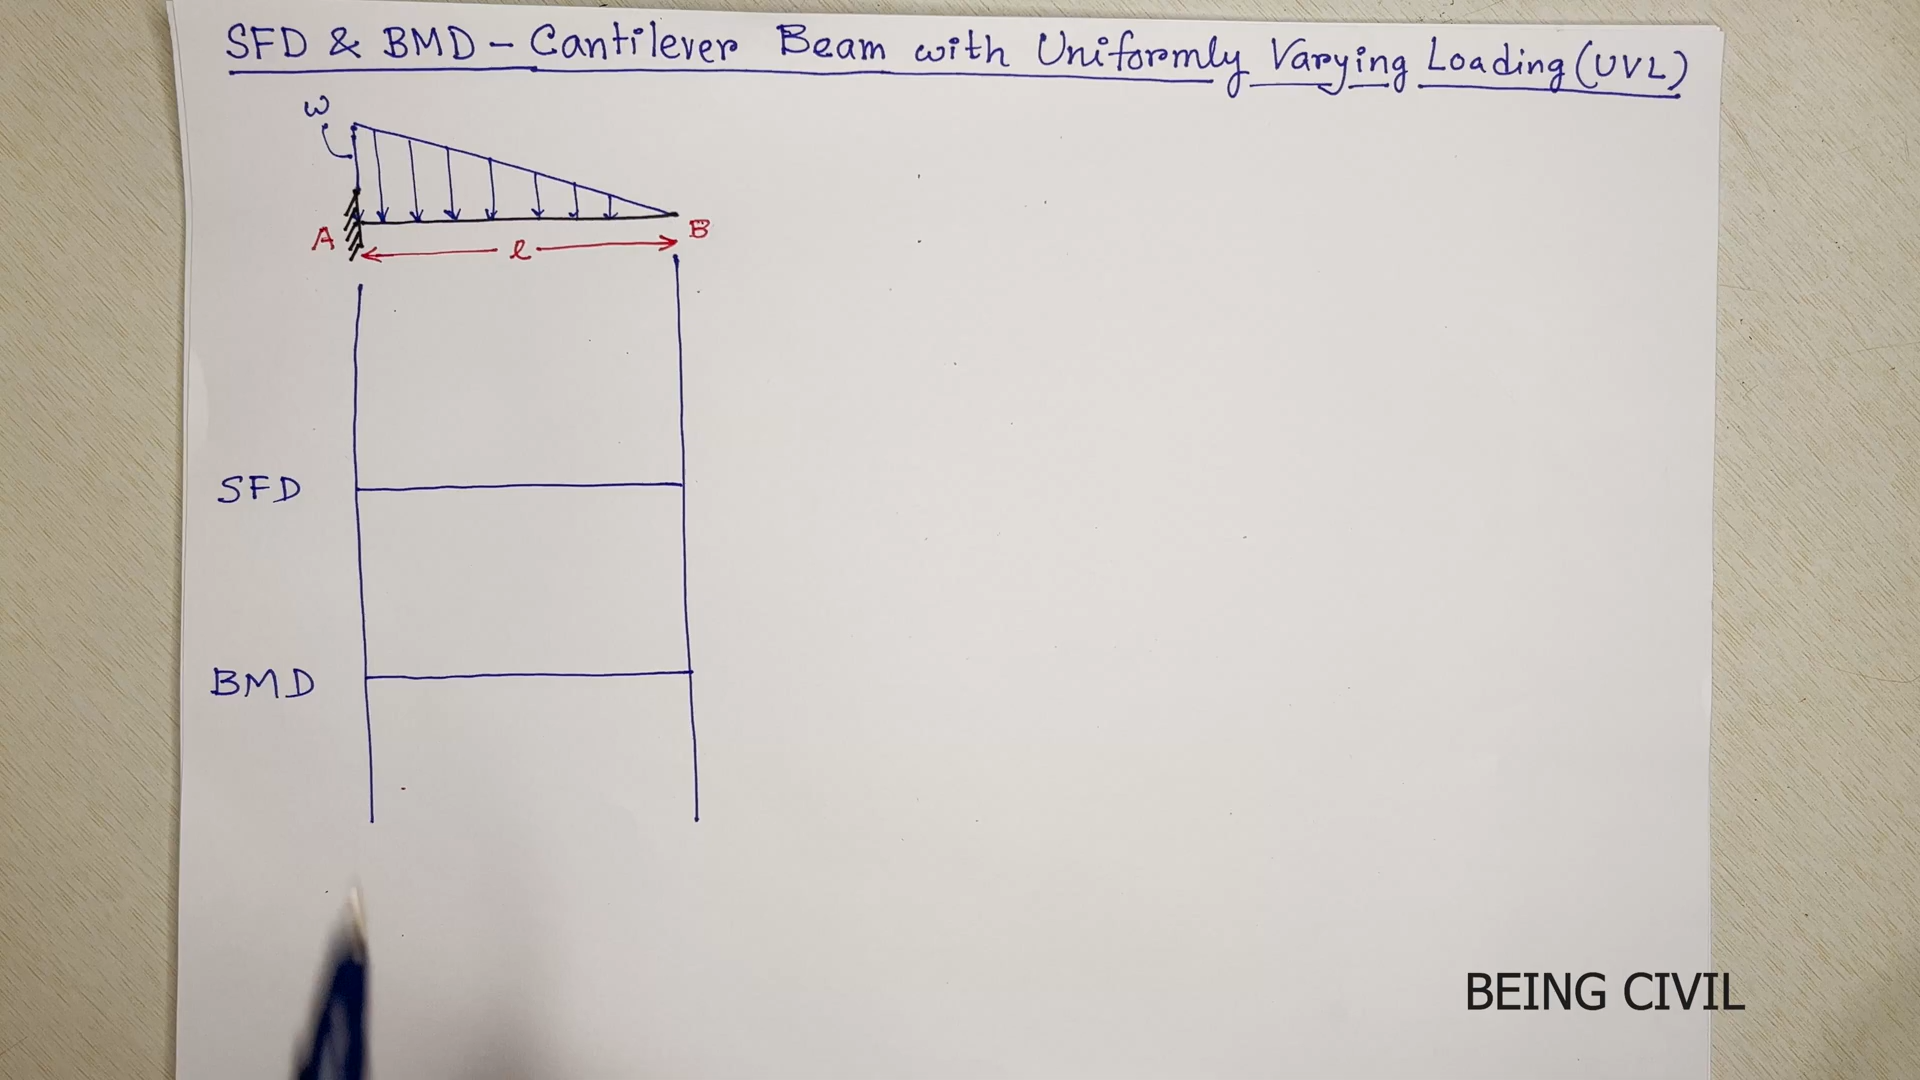 SFD & BMD - Cantilever Beam with Uniformly Varying Loading (UVL)
w
A
B
l
SFD
BMD
BEING CIVIL